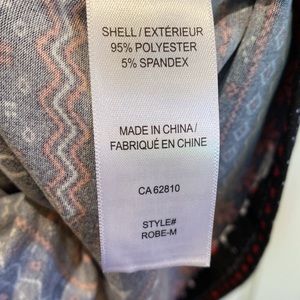 SHELL / EXTÉRIEUR
95% POLYESTER
5% SPANDEX
MADE IN CHINA /
FABRIQUÉ EN CHINE
CA 62810
STYLE#
ROBE-M